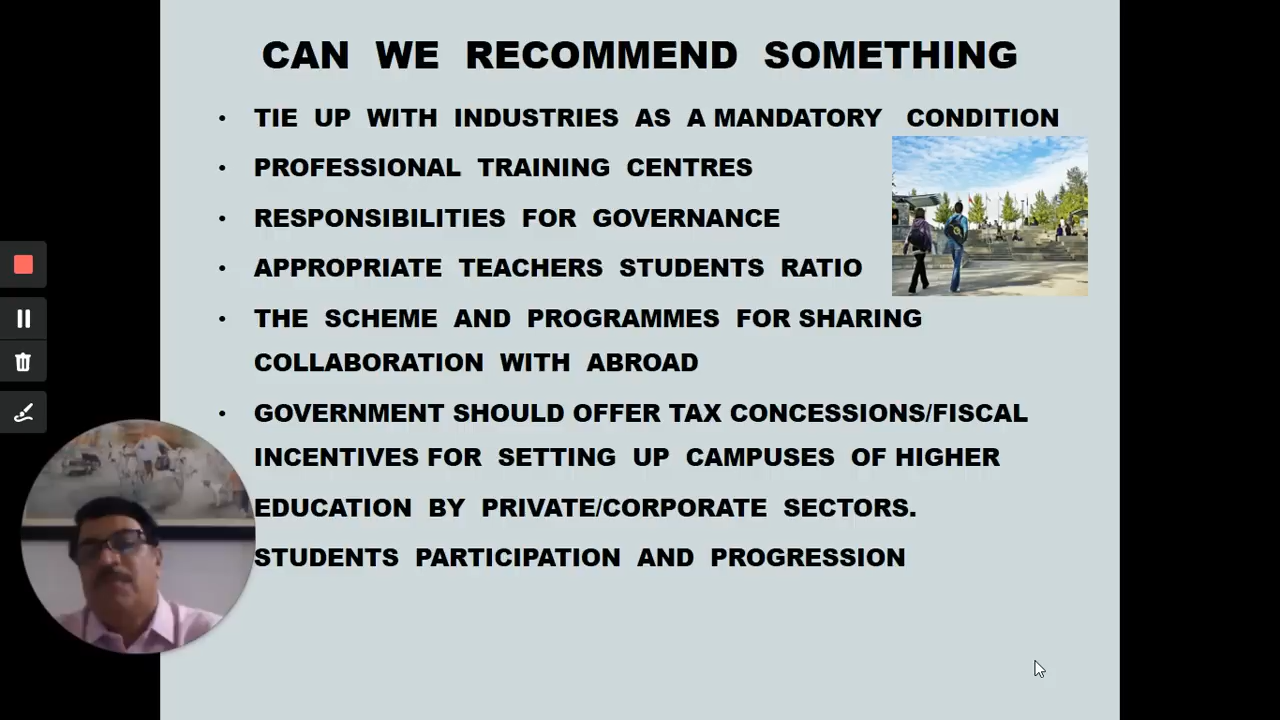 CAN WE RECOMMEND SOMETHING
• TIE UP WITH INDUSTRIES AS A MANDATORY CONDITION
• PROFESSIONAL TRAINING CENTRES
• RESPONSIBILITIES FOR GOVERNANCE
• APPROPRIATE TEACHERS STUDENTS RATIO
• THE SCHEME AND PROGRAMMES FOR SHARING
COLLABORATION WITH ABROAD
• GOVERNMENT SHOULD OFFER TAX CONCESSIONS/FISCAL
INCENTIVES FOR SETTING UP CAMPUSES OF HIGHER
EDUCATION BY PRIVATE/CORPORATE SECTORS.
STUDENTS PARTICIPATION AND PROGRESSION